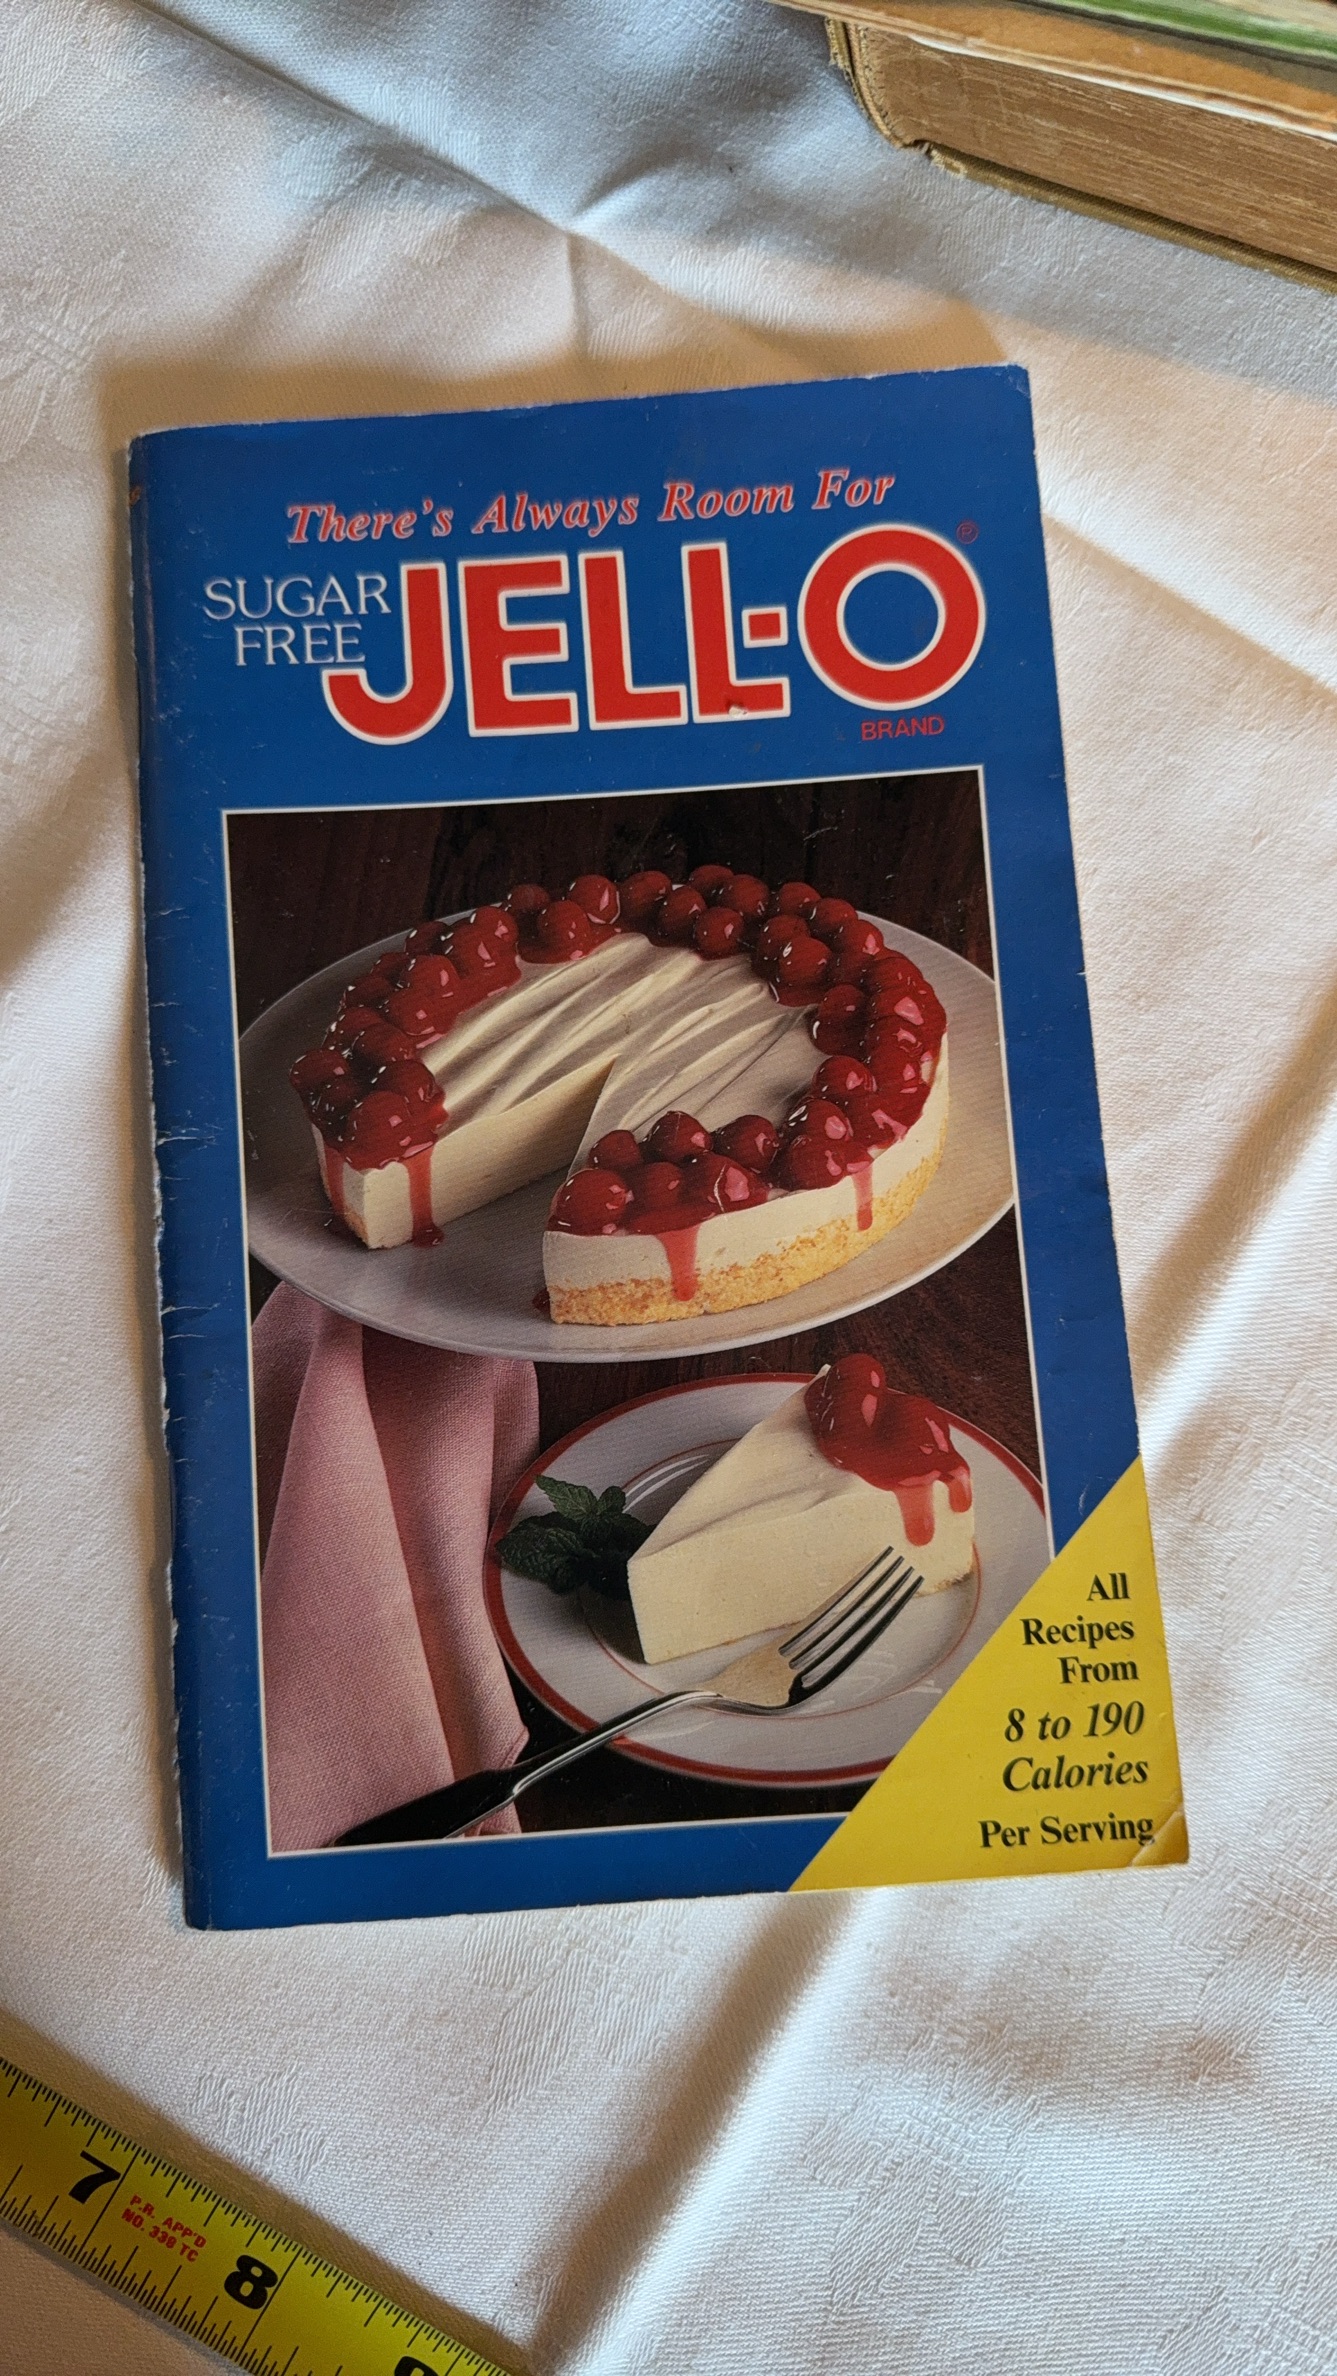 There's Always Room For
SUGAR
FREE
JELL-O®
BRAND
All
Recipes
From
8 to 190
Calories
Per Serving
7
P.R. APP'D
NO. 338 TC
8